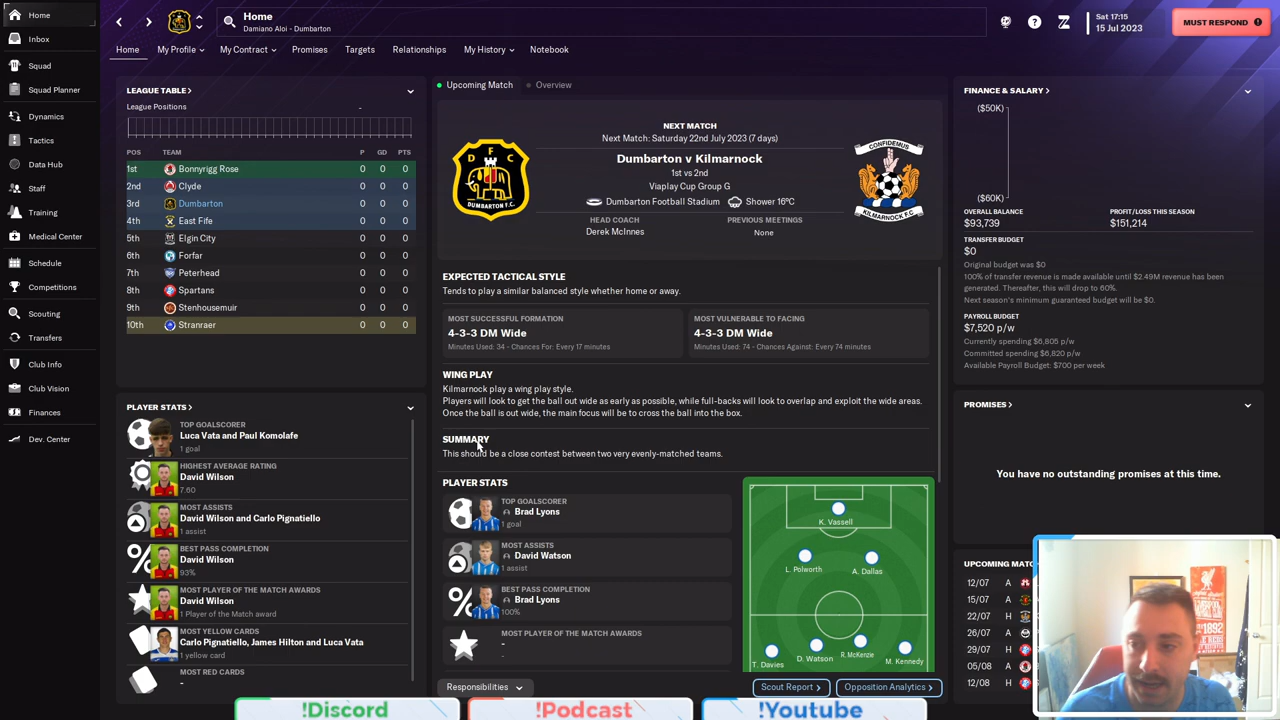 Home
Inbox
Squad
Squad Planner
Dynamics
Tactics
Data Hub
Staff
Training
Medical Center
Schedule
Competitions
Scouting
Transfers
Club Info
Club Vision
Finances
Dev. Center
Home
Damiano Aloi - Dumbarton
Sat 17:15
15 Jul 2023
MUST RESPOND
Home
My Profile
My Contract
Promises
Targets
Relationships
My History
Notebook
LEAGUE TABLE
League Positions -
POS TEAM P GD PTS
1st Bonnyrigg Rose 0 0 0
2nd Clyde 0 0 0
3rd Dumbarton 0 0 0
4th East Fife 0 0 0
5th Elgin City 0 0 0
6th Forfar 0 0 0
7th Peterhead 0 0 0
8th Spartans 0 0 0
9th Stenhousemuir 0 0 0
10th Stranraer 0 0 0
PLAYER STATS
TOP GOALSCORER
Luca Vata and Paul Komolafe
1 goal
HIGHEST AVERAGE RATING
David Wilson
7.60
MOST ASSISTS
David Wilson and Carlo Pignatiello
1 assist
BEST PASS COMPLETION
David Wilson
93%
MOST PLAYER OF THE MATCH AWARDS
David Wilson
1 Player of the Match award
MOST YELLOW CARDS
Carlo Pignatiello, James Hilton and Luca Vata
1 yellow card
MOST RED CARDS
-
Upcoming Match
Overview
DFC
DUMBARTON F.C.
NEXT MATCH
Next Match: Saturday 22nd July 2023 (7 days)
Dumbarton v Kilmarnock
1st vs 2nd
Viaplay Cup Group G
Dumbarton Football Stadium
Shower 16°C
HEAD COACH
Derek McInnes
PREVIOUS MEETINGS
None
CONFIDEMUS
KILMARNOCK F.C.
EXPECTED TACTICAL STYLE
Tends to play a similar balanced style whether home or away.
MOST SUCCESSFUL FORMATION
4-3-3 DM Wide
Minutes Used: 34 - Chances For: Every 17 minutes
MOST VULNERABLE TO FACING
4-3-3 DM Wide
Minutes Used: 74 - Chances Against: Every 74 minutes
WING PLAY
Kilmarnock play a wing play style.
Players will look to get the ball out wide as early as possible, while full-backs will look to overlap and exploit the wide areas.
Once the ball is out wide, the main focus will be to cross the ball into the box.
SUMMARY
This should be a close contest between two very evenly-matched teams.
PLAYER STATS
TOP GOALSCORER
Brad Lyons
1 goal
MOST ASSISTS
David Watson
1 assist
BEST PASS COMPLETION
Brad Lyons
100%
MOST PLAYER OF THE MATCH AWARDS
-
K. Vassell
L. Polworth
A. Dallas
T. Davies
D. Watson
R. McKenzie
M. Kennedy
Responsibilities
Scout Report
Opposition Analytics
FINANCE & SALARY
($50K)
($60K)
OVERALL BALANCE
$93,739
PROFIT/LOSS THIS SEASON
$151,214
TRANSFER BUDGET
$0
Original budget was $0
100% of transfer revenue is made available until $2.49M revenue has been
generated. Thereafter, this will drop to 60%.
Next season's minimum guaranteed budget will be $0.
PAYROLL BUDGET
$7,520 p/w
Currently spending $6,805 p/w
Committed spending $6,820 p/w
Available Payroll Budget: $700 per week
PROMISES
You have no outstanding promises at this time.
UPCOMING MATC
12/07 A
15/07 A
22/07 H
26/07 A
29/07 H
05/08 A
12/08 H
!Discord
!Podcast
!Youtube